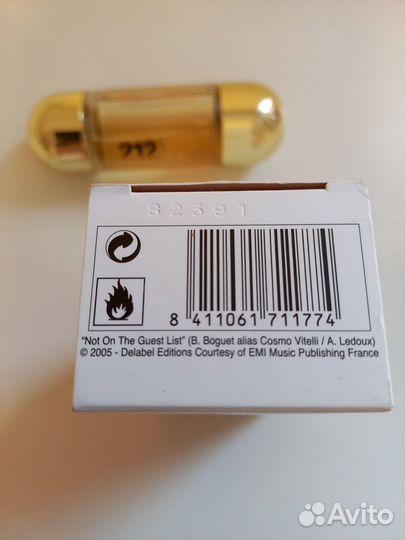 212
82391
8 411061 711774
"Not On The Guest List" (B. Boguet alias Cosmo Vitelli / A. Ledoux)
© 2005 - Delabel Editions Courtesy of EMI Music Publishing France
Avito